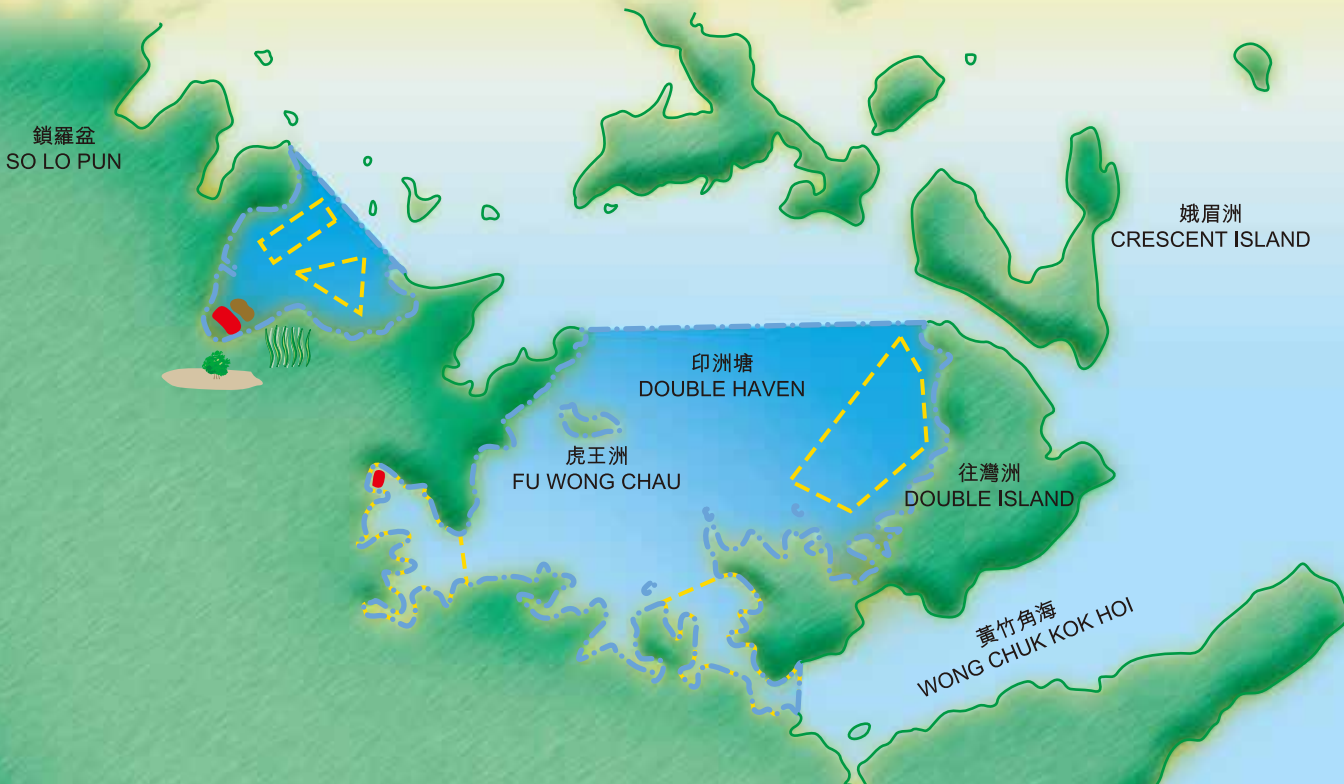 鎖羅盆
SO LO PUN
娥眉洲
CRESCENT ISLAND
印洲塘
DOUBLE HAVEN
虎王洲
FU WONG CHAU
往灣洲
DOUBLE ISLAND
黃竹角海
WONG CHUK KOK HOI